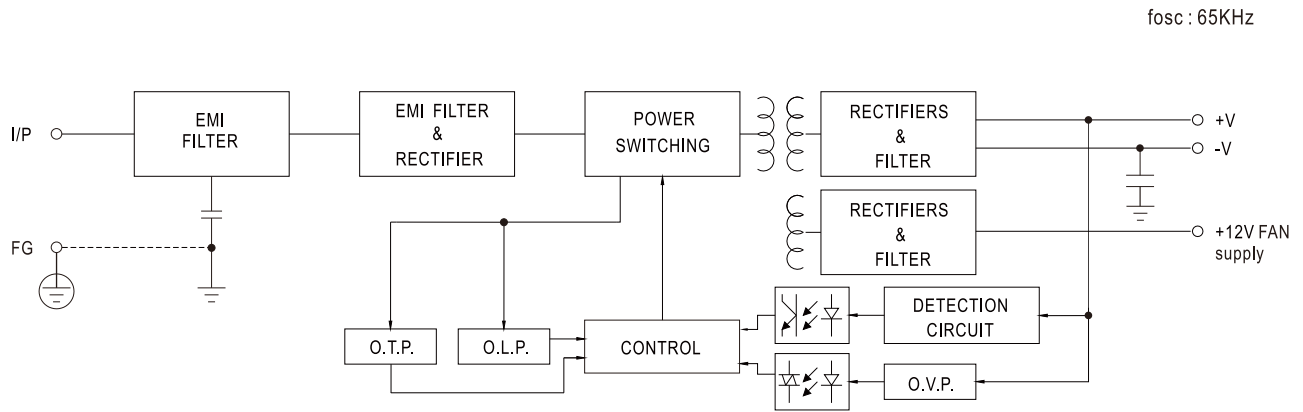 fosc : 65KHz
I/P
EMI
FILTER
EMI FILTER
&
RECTIFIER
POWER
SWITCHING
RECTIFIERS
&
FILTER
+V
-V
FG
RECTIFIERS
&
FILTER
+12V FAN
supply
O.T.P.
O.L.P.
CONTROL
DETECTION
CIRCUIT
O.V.P.